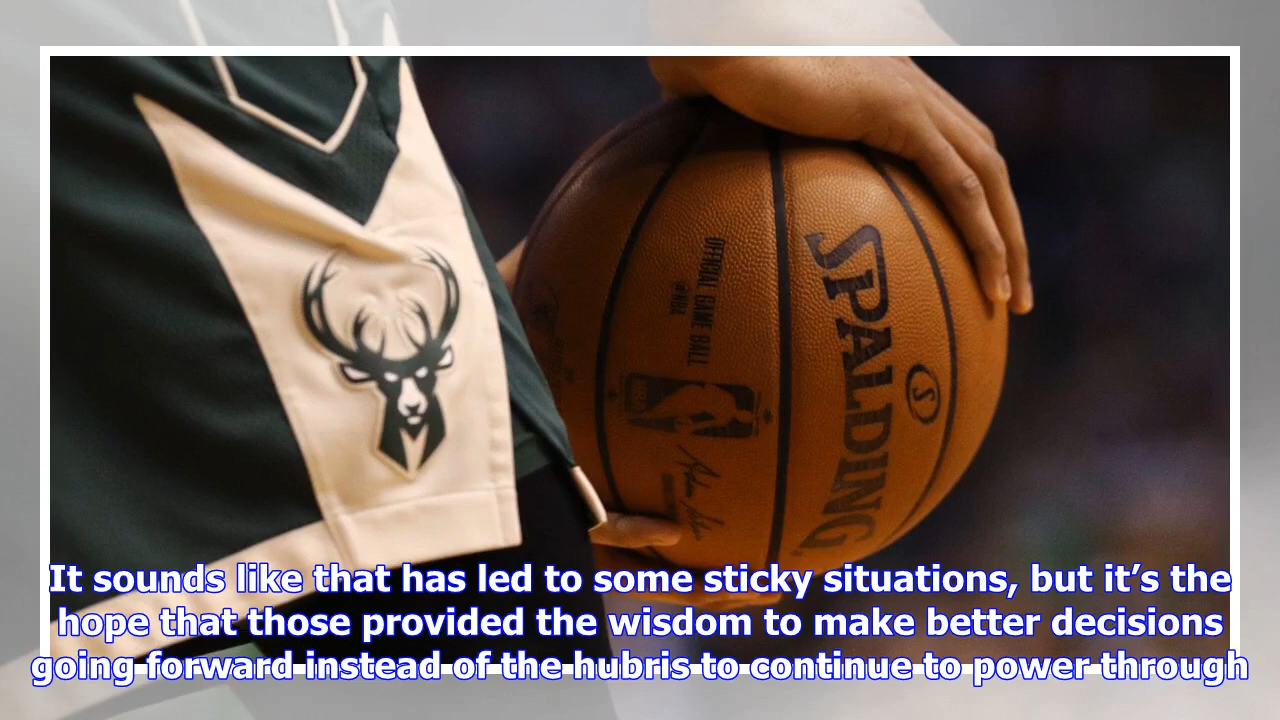 OFFICIAL GAME BALL
@NBA
NBA
SPALDING
S
It sounds like that has led to some sticky situations, but it’s the
hope that those provided the wisdom to make better decisions
going forward instead of the hubris to continue to power through